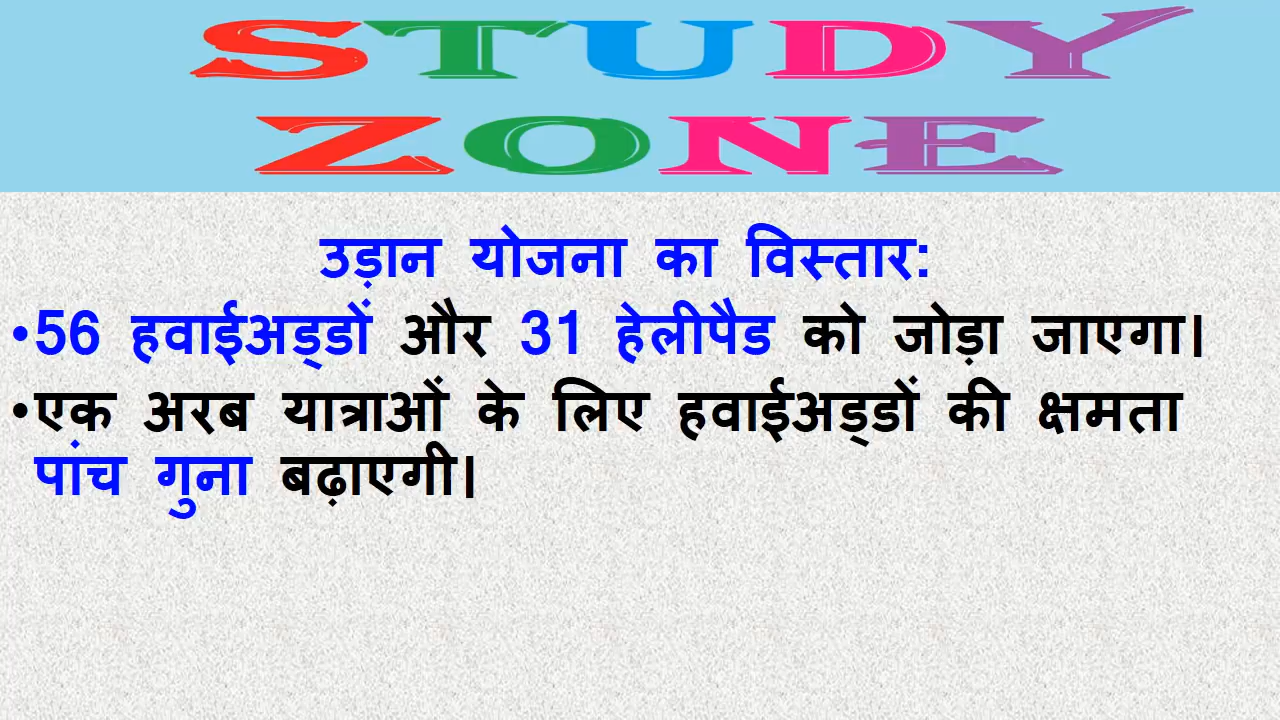 STUDY
ZONE
उड़ान योजना का विस्तार:
•56 हवाईअड्डों और 31 हेलीपैड को जोड़ा जाएगा।
•एक अरब यात्राओं के लिए हवाईअड्डों की क्षमता
पांच गुना बढ़ाएगी।